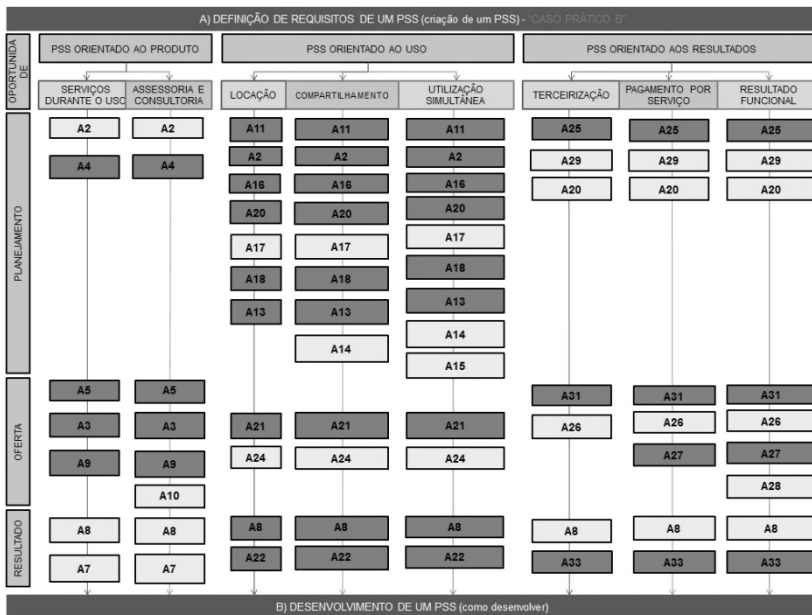 A) DEFINIÇÃO DE REQUISITOS DE UM PSS (criação de um PSS) - "CASO PRÁTICO B"
OPORTUNIDA
DE
PSS ORIENTADO AO PRODUTO
PSS ORIENTADO AO USO
PSS ORIENTADO AOS RESULTADOS
SERVIÇOS
DURANTE O USO
ASSESSORIA E
CONSULTORIA
LOCAÇÃO
COMPARTILHAMENTO
UTILIZAÇÃO
SIMULTÂNEA
TERCEIRIZAÇÃO
PAGAMENTO POR
SERVIÇO
RESULTADO
FUNCIONAL
PLANEJAMENTO
A2 A2 A11 A11 A11 A25 A25 A25
A4 A4 A2 A2 A2 A29 A29 A29
A16 A16 A16 A20 A20 A20
A20 A20 A20
A17 A17 A17
A18 A18 A18
A13 A13 A13
A14 A14
A15
OFERTA
A5 A5 A31 A31 A31
A3 A3 A21 A21 A21 A26 A26 A26
A9 A9 A24 A24 A24 A27 A27
A10 A28
RESULTADO
A8 A8 A8 A8 A8 A8 A8 A8
A7 A7 A22 A22 A22 A33 A33 A33
B) DESENVOLVIMENTO DE UM PSS (como desenvolver)